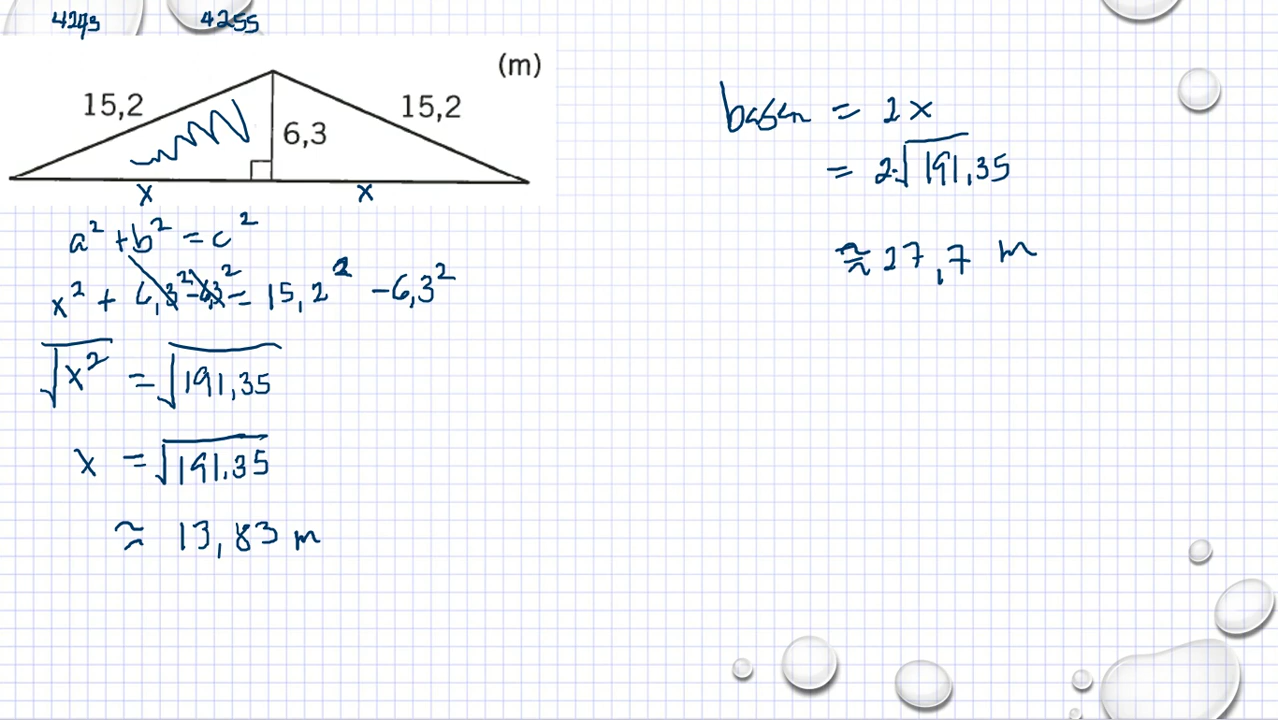 4249 4255
(m)
15,2 15,2
6,3
x x
a² + b² = c²
x² + 6,3² - 6,3² = 15,2² - 6,3²
√x² = √191,35
x = √191.35
≈ 13,83 m
basen = 2x
= 2·√191,35
≈ 27,7 m